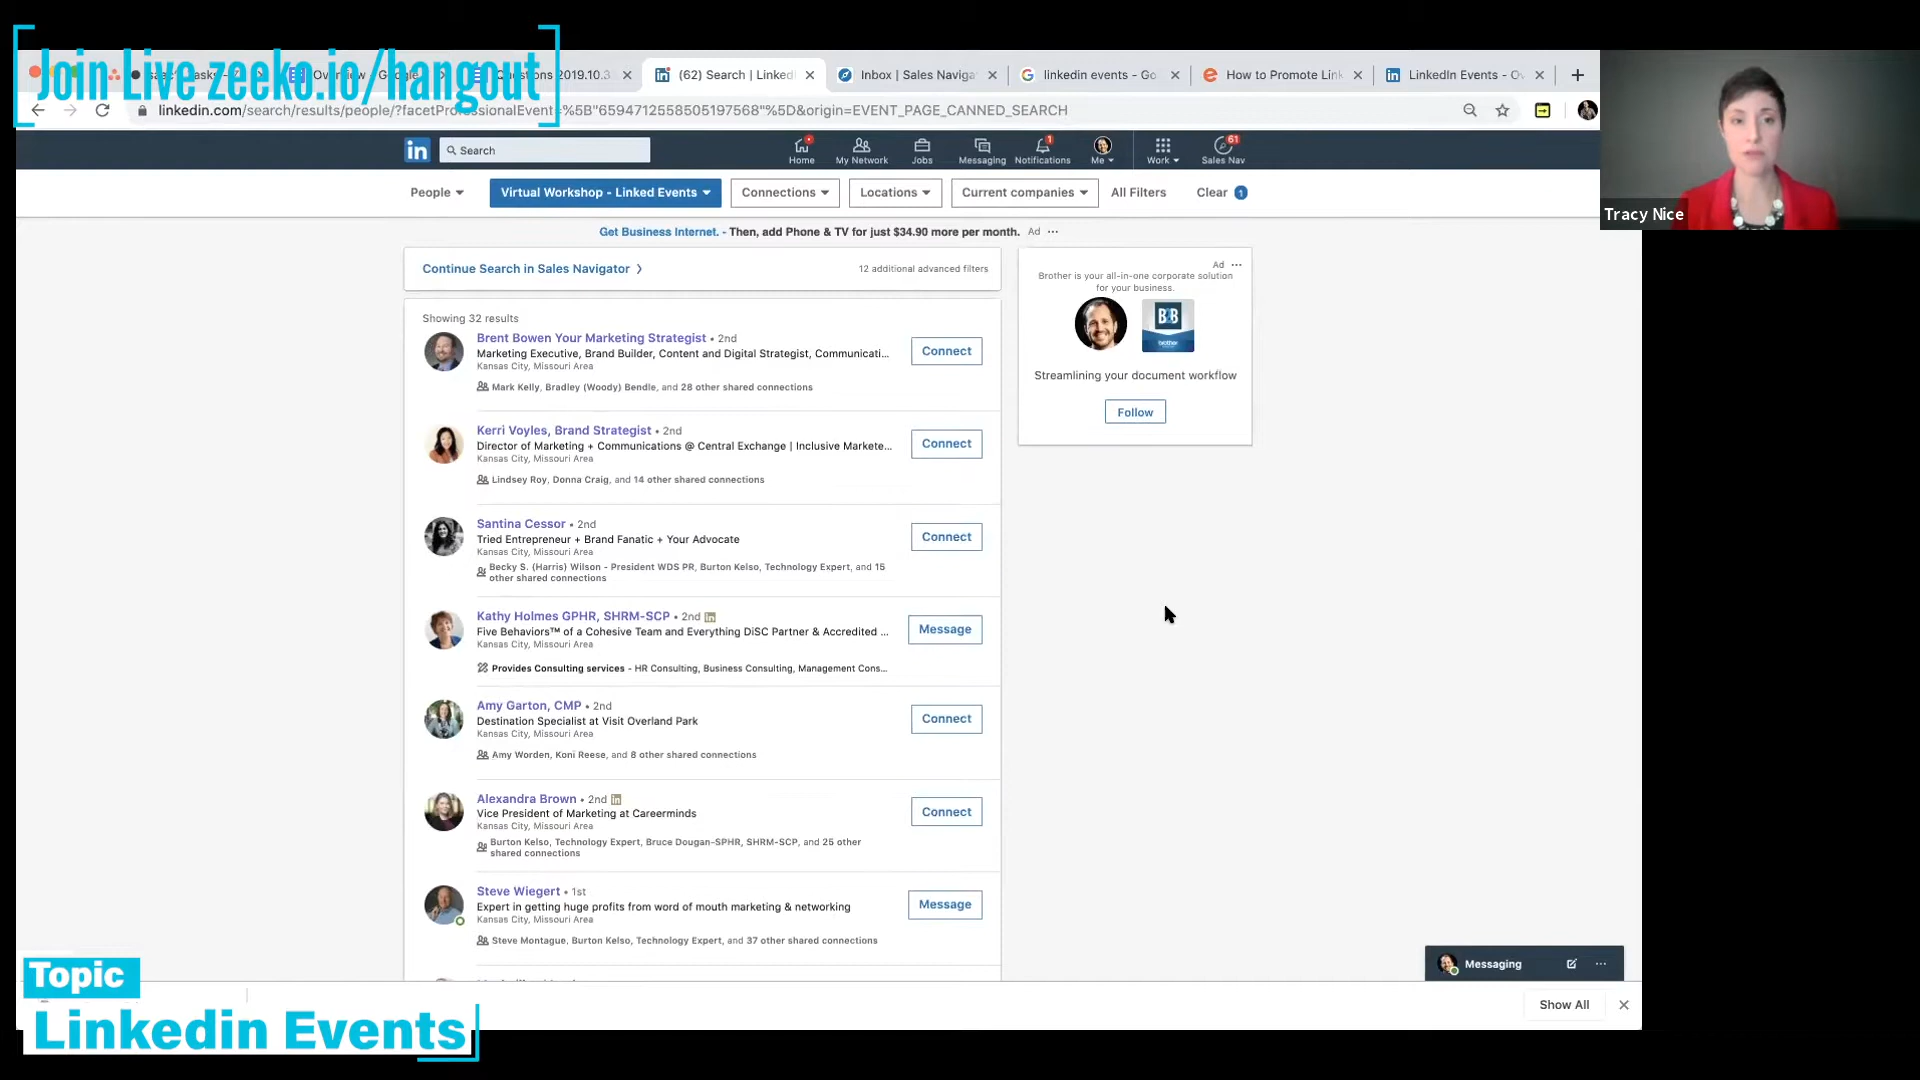 Join Live zeeko.io/hangout
Questions 2019.10.3
(62) Search | Linked
Inbox | Sales Naviga
linkedin events - Go
How to Promote Link
LinkedIn Events - Ov
linkedin.com/search/results/people/?facetProfessionalEvent=%5B"6594712558505197568"%5D&origin=EVENT_PAGE_CANNED_SEARCH
Tracy Nice
in
Search
Home
My Network
Jobs
Messaging
1
Notifications
Me
Work
61
Sales Nav
People
Virtual Workshop - Linked Events
Connections
Locations
Current companies
All Filters
Clear 1
Get Business Internet. - Then, add Phone & TV for just $34.90 more per month. Ad ···
Continue Search in Sales Navigator
12 additional advanced filters
Showing 32 results
Brent Bowen Your Marketing Strategist • 2nd
Marketing Executive, Brand Builder, Content and Digital Strategist, Communicati...
Kansas City, Missouri Area
Mark Kelly, Bradley (Woody) Bendle, and 28 other shared connections
Connect
Kerri Voyles, Brand Strategist • 2nd
Director of Marketing + Communications @ Central Exchange | Inclusive Markete...
Kansas City, Missouri Area
Lindsey Roy, Donna Craig, and 14 other shared connections
Connect
Santina Cessor • 2nd
Tried Entrepreneur + Brand Fanatic + Your Advocate
Kansas City, Missouri Area
Becky S. (Harris) Wilson - President WDS PR, Burton Kelso, Technology Expert, and 15
other shared connections
Connect
Kathy Holmes GPHR, SHRM-SCP • 2nd
Five Behaviors™ of a Cohesive Team and Everything DiSC Partner & Accredited ...
Kansas City, Missouri Area
Provides Consulting services - HR Consulting, Business Consulting, Management Cons...
Message
Amy Garton, CMP • 2nd
Destination Specialist at Visit Overland Park
Kansas City, Missouri Area
Amy Worden, Koni Reese, and 8 other shared connections
Connect
Alexandra Brown • 2nd
Vice President of Marketing at Careerminds
Kansas City, Missouri Area
Burton Kelso, Technology Expert, Bruce Dougan-SPHR, SHRM-SCP, and 25 other
shared connections
Connect
Steve Wiegert • 1st
Expert in getting huge profits from word of mouth marketing & networking
Kansas City, Missouri Area
Steve Montague, Burton Kelso, Technology Expert, and 37 other shared connections
Message
Ad ···
Brother is your all-in-one corporate solution
for your business.
B2B
brother
Streamlining your document workflow
Follow
Messaging
Show All
Topic
Linkedin Events